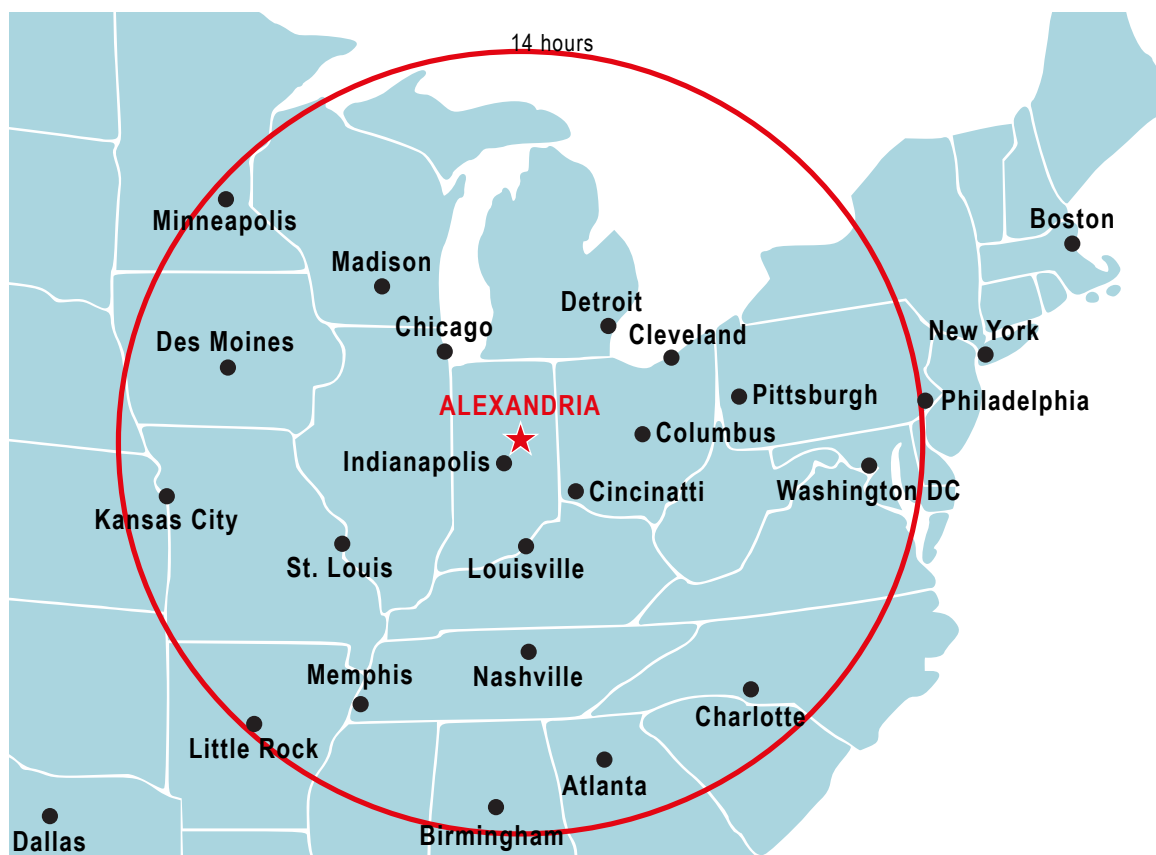 14 hours
Minneapolis
Boston
Madison
Detroit
Chicago
Cleveland
New York
Des Moines
Pittsburgh
Philadelphia
ALEXANDRIA
Columbus
Indianapolis
Cincinatti
Washington DC
Kansas City
St. Louis
Louisville
Memphis
Nashville
Charlotte
Little Rock
Atlanta
Birmingham
Dallas